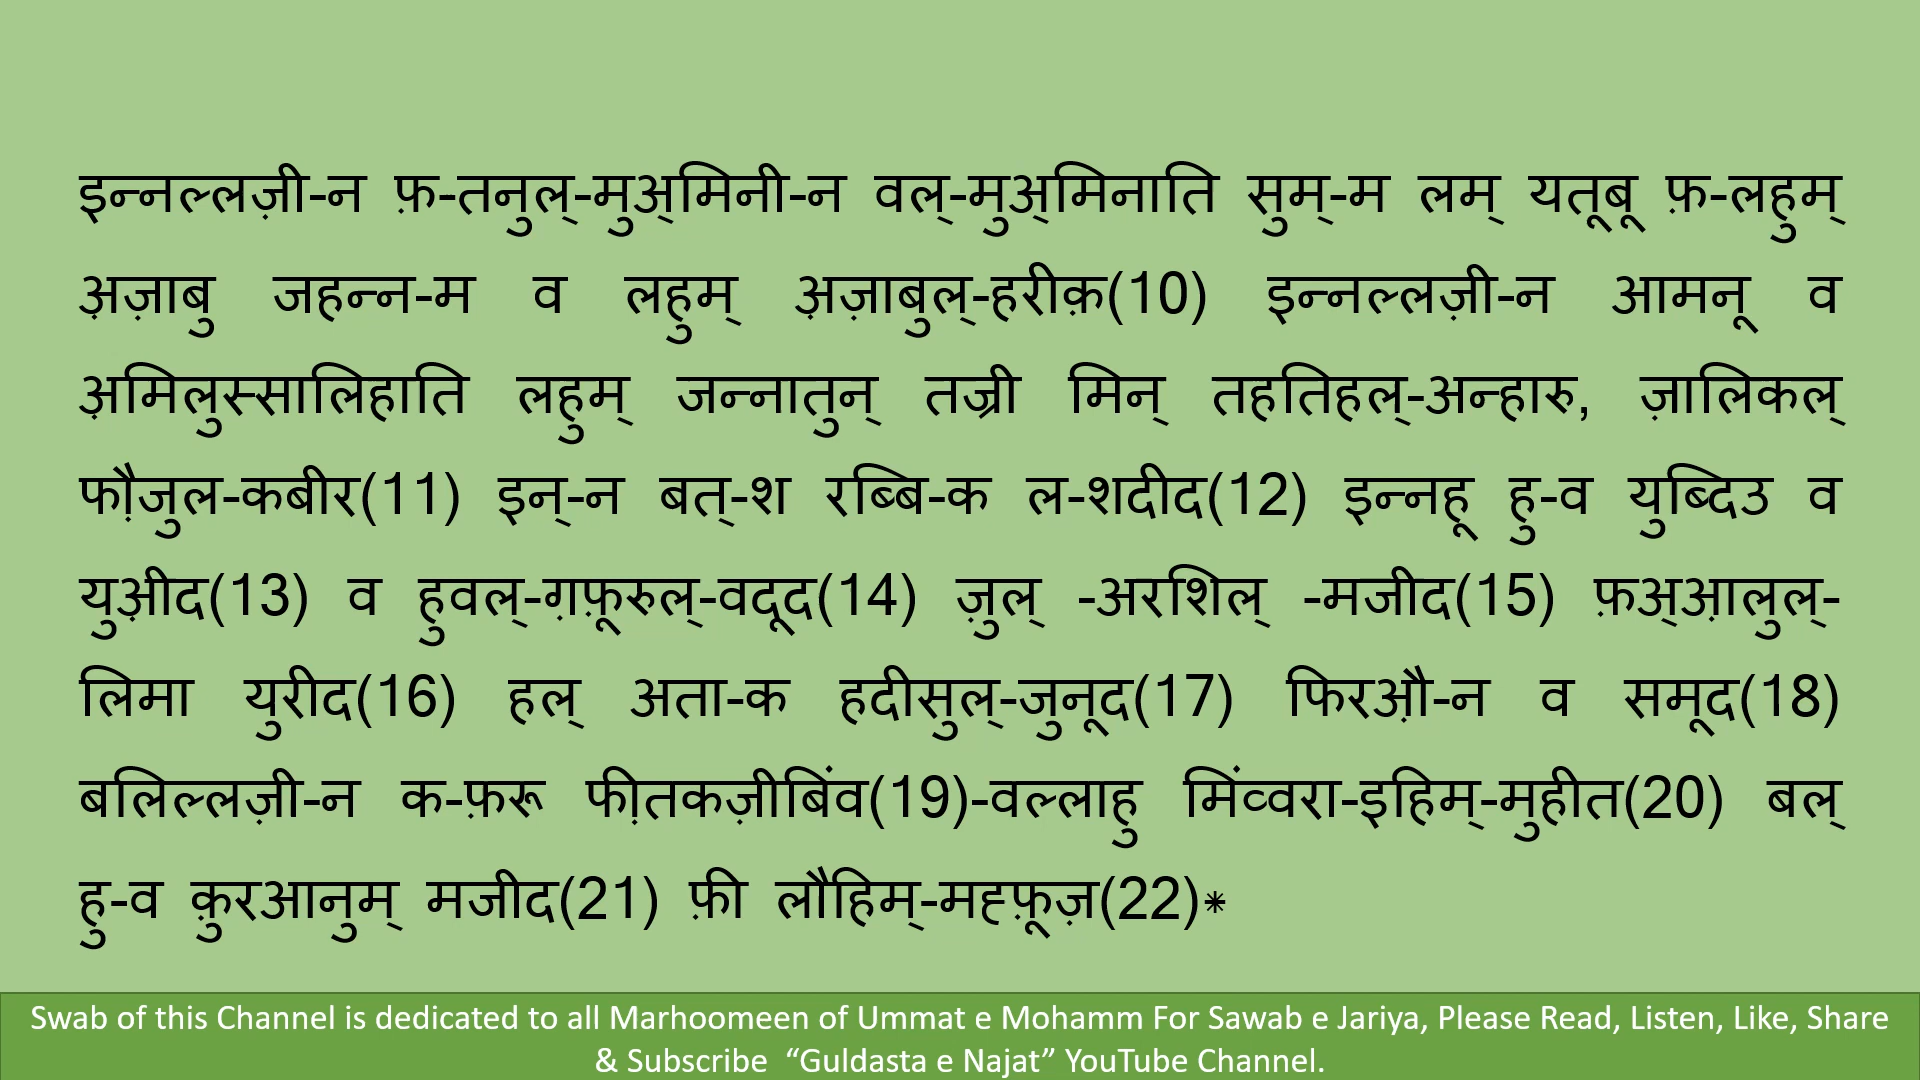 इन्नल्लज़ी-न फ़-तनुल्-मुअ्मिनी-न वल्-मुअ्मिनाति सुम्-म लम् यतूबू फ़-लहुम्
अ़ज़ाबु जहन्न-म व लहुम् अ़ज़ाबुल्-हरीक़(10) इन्नल्लज़ी-न आमनू व
अ़मिलुस्सालिहाति लहुम् जन्नातुन् तज्री मिन् तहतिहल्-अन्हारु, ज़ालिकल्
फौ़जुल-कबीर(11) इन्-न बत्-श रब्बि-क ल-शदीद(12) इन्नहू हु-व युब्दिउ व
युअ़ीद(13) व हुवल्-ग़फ़ूरुल्-वदूद(14) ज़ुल् -अरशिल् -मजीद(15) फ़अ्आ़लुल्-
लिमा युरीद(16) हल् अता-क हदीसुल्-जुनूद(17) फिरऔ़-न व समूद(18)
बलिल्लज़ी-न क-फ़रू फी़तकज़ीबिंव(19)-वल्लाहु मिंव्वरा-इहिम्-मुहीत(20) बल्
हु-व क़ुरआनुम् मजीद(21) फ़ी लौहिम्-मह्फ़ूज़(22)*
Swab of this Channel is dedicated to all Marhoomeen of Ummat e Mohamm For Sawab e Jariya, Please Read, Listen, Like, Share
& Subscribe “Guldasta e Najat” YouTube Channel.